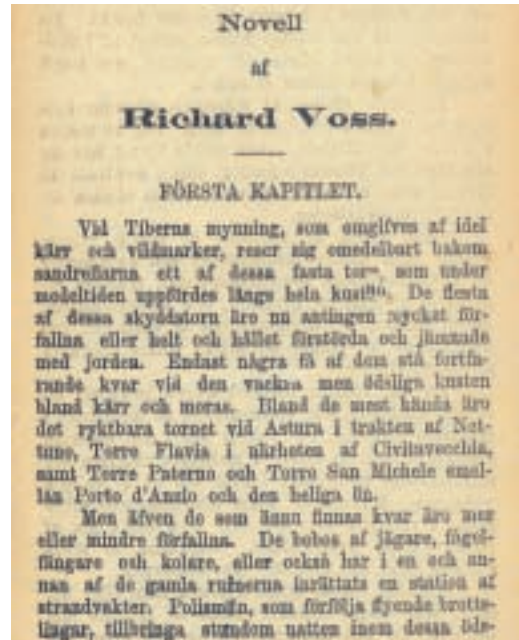 Novell
af
Richard Voss.
FÖRSTA KAPITLET.
Vid Tiberns mynning, som omgifves af idel
kärr och vildmarker, reser sig omedelbart bakom
sandreflarna ett af dessa fasta som under
medeltiden uppfördes längs hela De flesta
af dessa skyddstorn äro nu antingen mycket för-
fallna eller helt och hållet förstörda och jämnade
med jorden. Endast några få af dem stå fortfa-
rande kvar vid den vackra men ödsliga kusten
bland kärr och moras. Bland de mest kända äro
det ryktbara tornet vid Astura i trakten af Net-
tuno, Torre Flavia i närheten af Civitavecchia,
samt Torre Paterno och Torre San Michele emel-
lan Porto d'Anzio och den heliga ön.
Men äfven de som ännu finnas kvar äro mer
eller mindre förfallna. De bebos af jägare, fågel-
fångare och kolare, eller också har i en och an-
nan af de gamla ruinerna inrättats en station af
strandvakter. Polismän, som förfölja flyende brotts-
lingar, tillbringa stundom natten inom dessa öds-